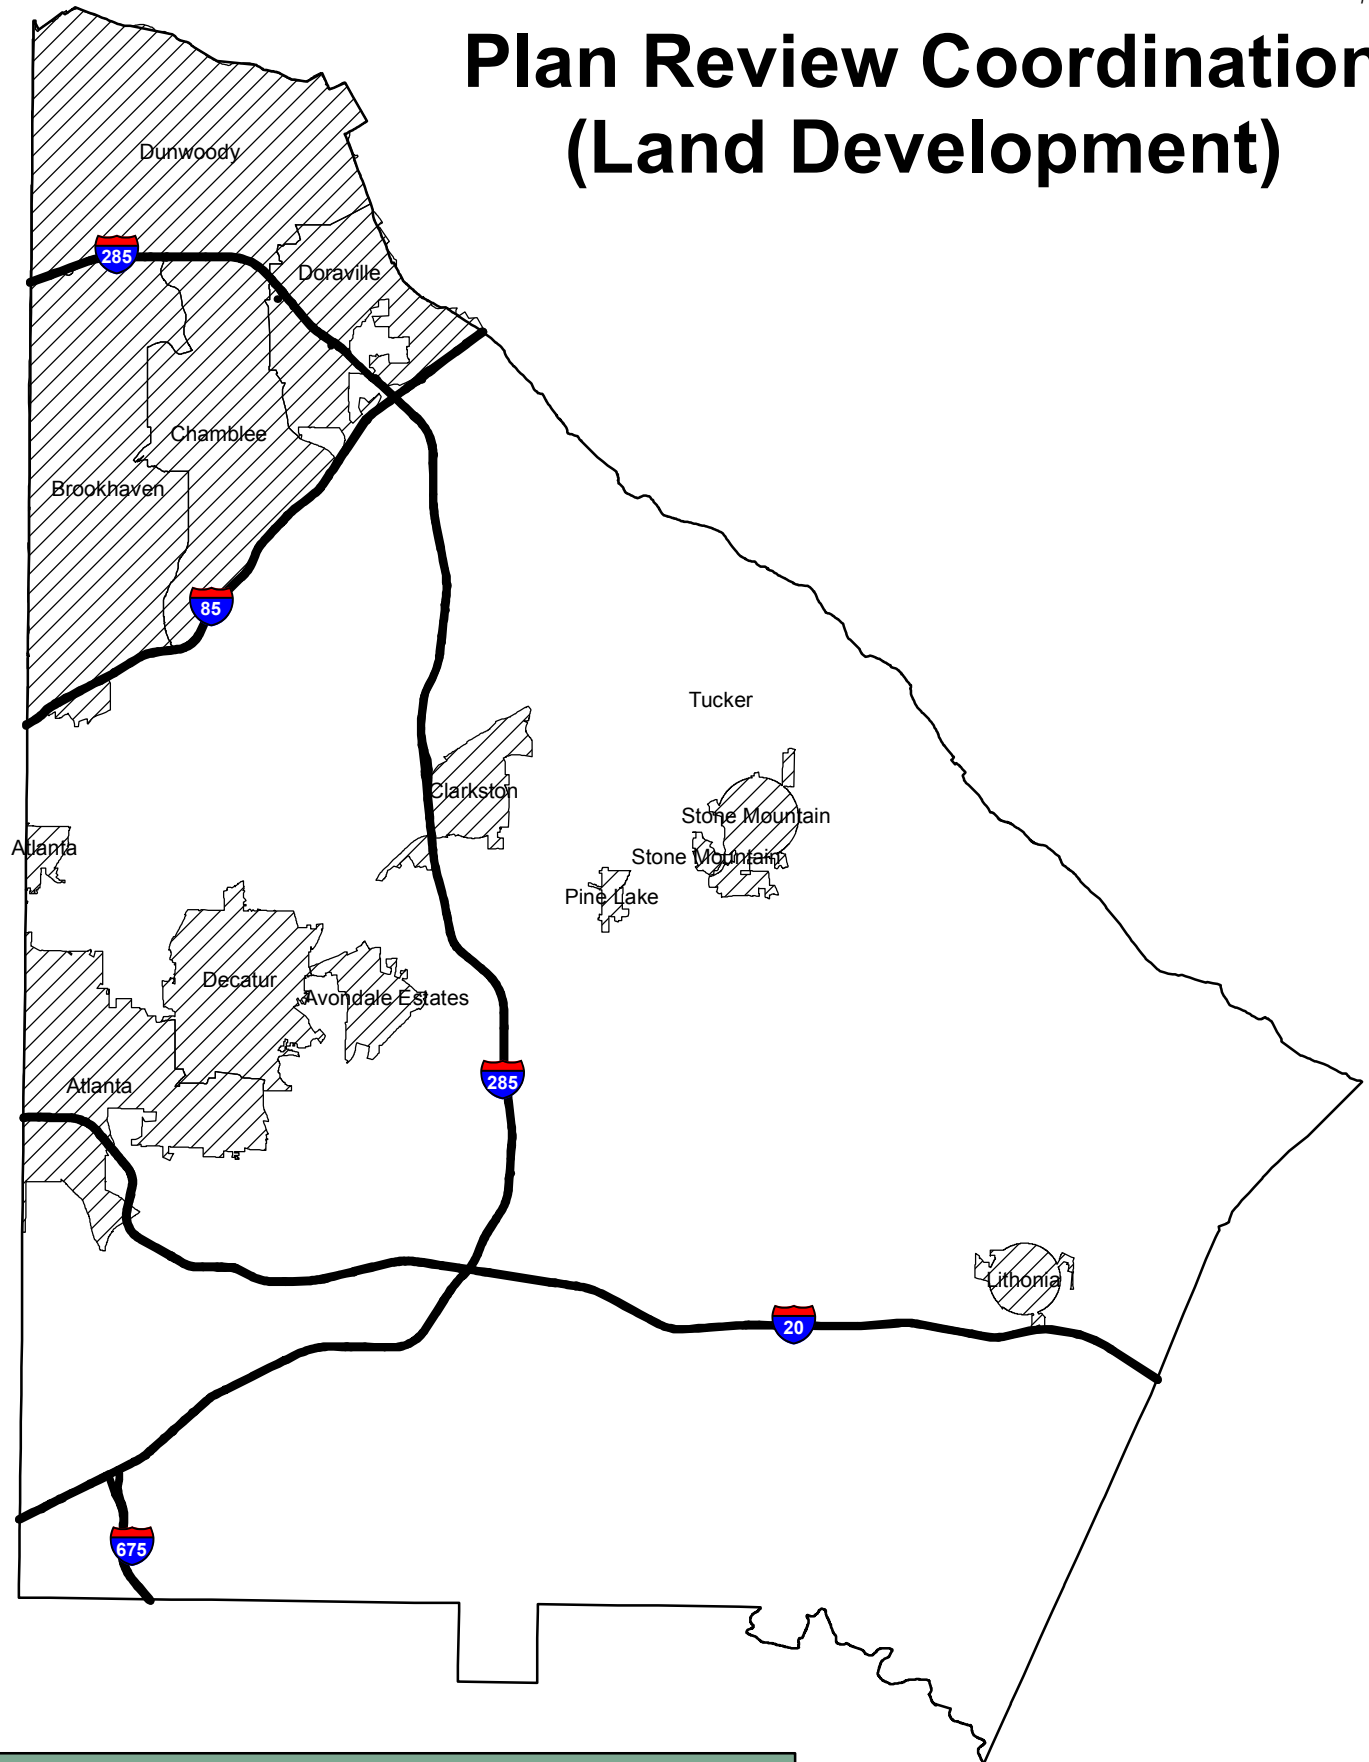 Plan Review Coordination
(Land Development)
Dunwoody
285
Doraville
Chamblee
Brookhaven
85
Tucker
Clarkston
Stone Mountain
Atlanta
Stone Mountain
Pine Lake
Decatur
Avondale Estates
285
Atlanta
Lithonia
20
675